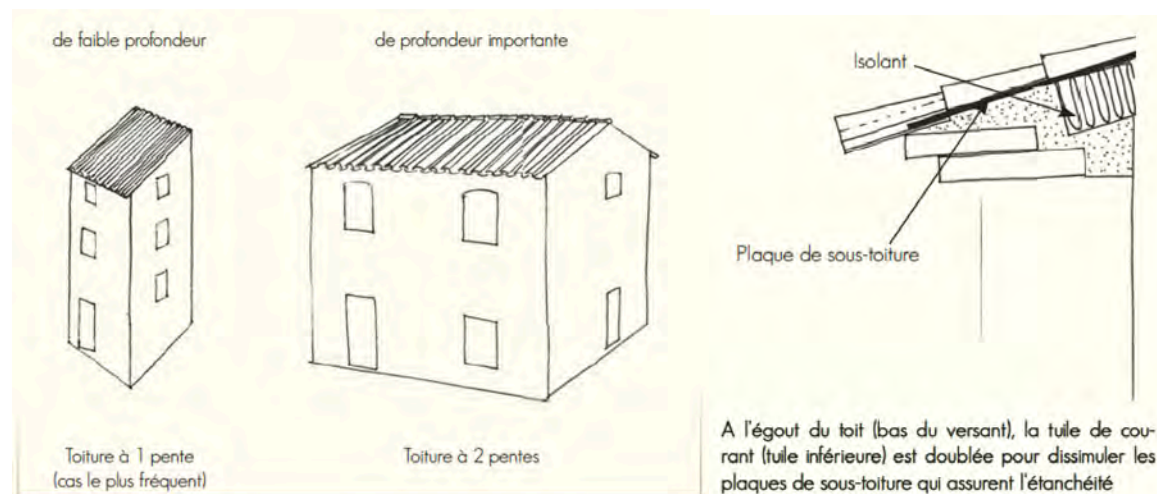 de faible profondeur
de profondeur importante
Toiture à 1 pente
(cas le plus fréquent)
Toiture à 2 pentes
Isolant
Plaque de sous-toiture
A l'égout du toit (bas du versant), la tuile de cou-
rant (tuile inférieure) est doublée pour dissimuler les
plaques de sous-toiture qui assurent l'étanchéité